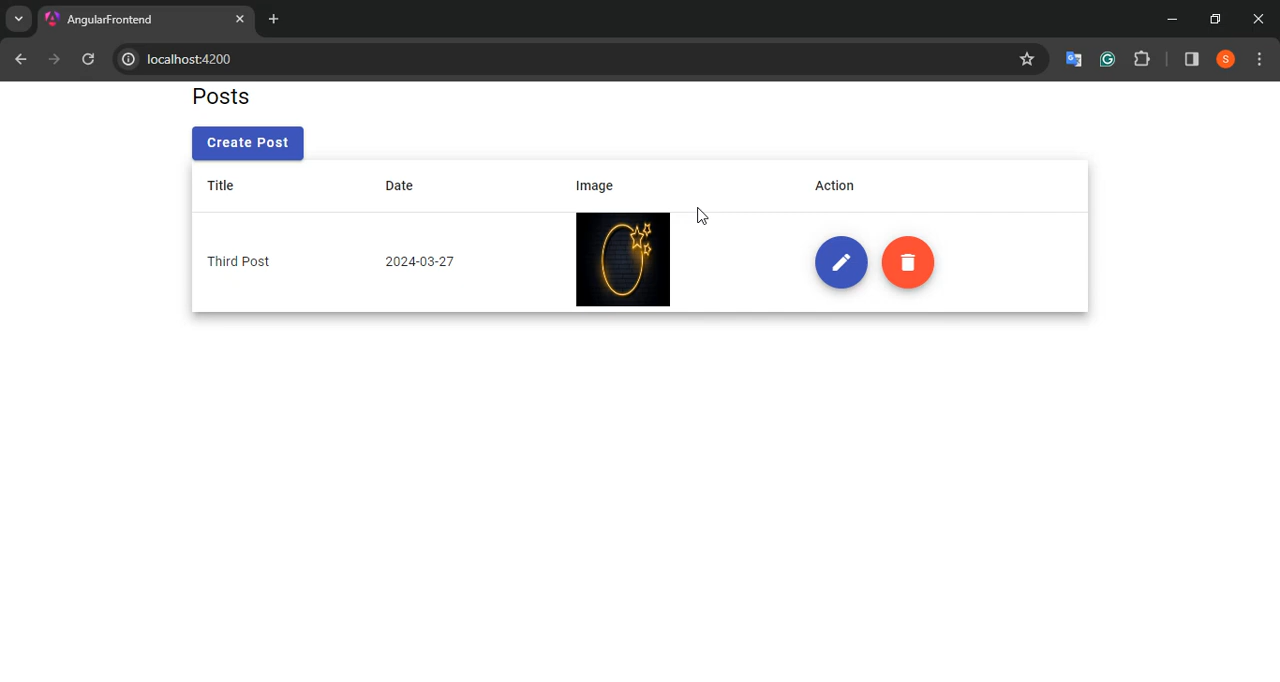 AngularFrontend
localhost:4200
S
Posts
Create Post
Title Date Image Action
Third Post 2024-03-27